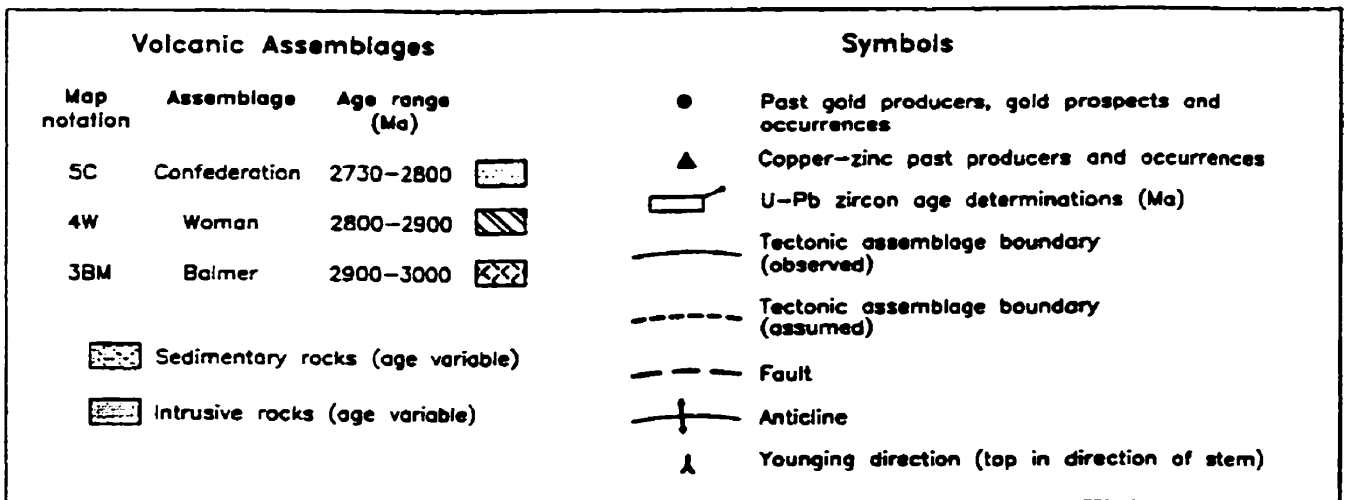 Volcanic Assemblages
Map notation Assemblage Age range (Ma)
5C Confederation 2730–2800
4W Woman 2800–2900
3BM Balmer 2900–3000
Sedimentary rocks (age variable)
Intrusive rocks (age variable)
Symbols
Past gold producers, gold prospects and
occurrences
Copper–zinc past producers and occurrences
U–Pb zircon age determinations (Ma)
Tectonic assemblage boundary
(observed)
Tectonic assemblage boundary
(assumed)
Fault
Anticline
Younging direction (top in direction of stem)